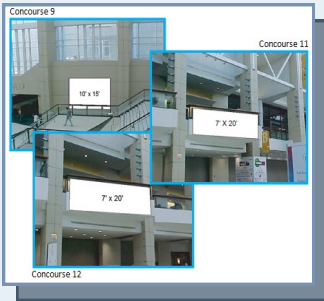 Concourse 9
10' x 15'
Concourse 11
7' X 20'
7' x 20'
Concourse 12